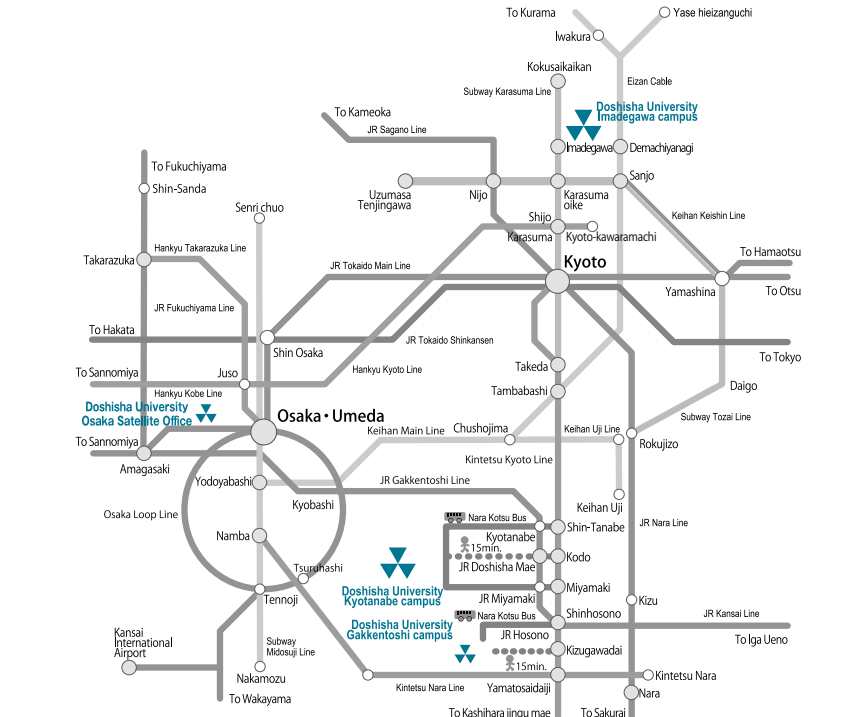 To Kurama
Yase hieizanguchi
Iwakura
Kokusaikaikan
Eizan Cable
Subway Karasuma Line
Doshisha University
Imadegawa campus
To Kameoka
JR Sagano Line
Imadegawa
Demachiyanagi
To Fukuchiyama
Shin-Sanda
Sanjo
Uzumasa
Tenjingawa
Nijo
Karasuma
oike
Senri chuo
Shijo
Karasuma
Kyoto-kawaramachi
Keihan Keishin Line
Hankyu Takarazuka Line
Takarazuka
To Hamaotsu
JR Tokaido Main Line
Kyoto
Yamashina
To Otsu
JR Fukuchiyama Line
To Hakata
Shin Osaka
JR Tokaido Shinkansen
To Tokyo
To Sannomiya
Juso
Hankyu Kyoto Line
Takeda
Tambabashi
Daigo
Hankyu Kobe Line
Doshisha University
Osaka Satellite Office
Osaka・Umeda
Subway Tozai Line
Keihan Main Line
Chushojima
Keihan Uji Line
Rokujizo
To Sannomiya
Amagasaki
Kintetsu Kyoto Line
Yodoyabashi
JR Gakkentoshi Line
Kyobashi
Keihan Uji
Osaka Loop Line
Nara Kotsu Bus
Shin-Tanabe
JR Nara Line
Namba
Kyotanabe
15min.
Kodo
JR Doshisha Mae
Tsuruhashi
Doshisha University
Kyotanabe campus
Miyamaki
JR Miyamaki
Tennoji
Kizu
Nara Kotsu Bus
Shinhosono
JR Kansai Line
Doshisha University
Gakkentoshi campus
JR Hosono
To Iga Ueno
Kansai
International
Airport
Subway
Midosuji Line
Kizugawadai
15min.
Nakamozu
Kintetsu Nara Line
Yamatosaidaiji
Kintetsu Nara
Nara
To Wakayama
To Kashihara jingu mae
To Sakurai